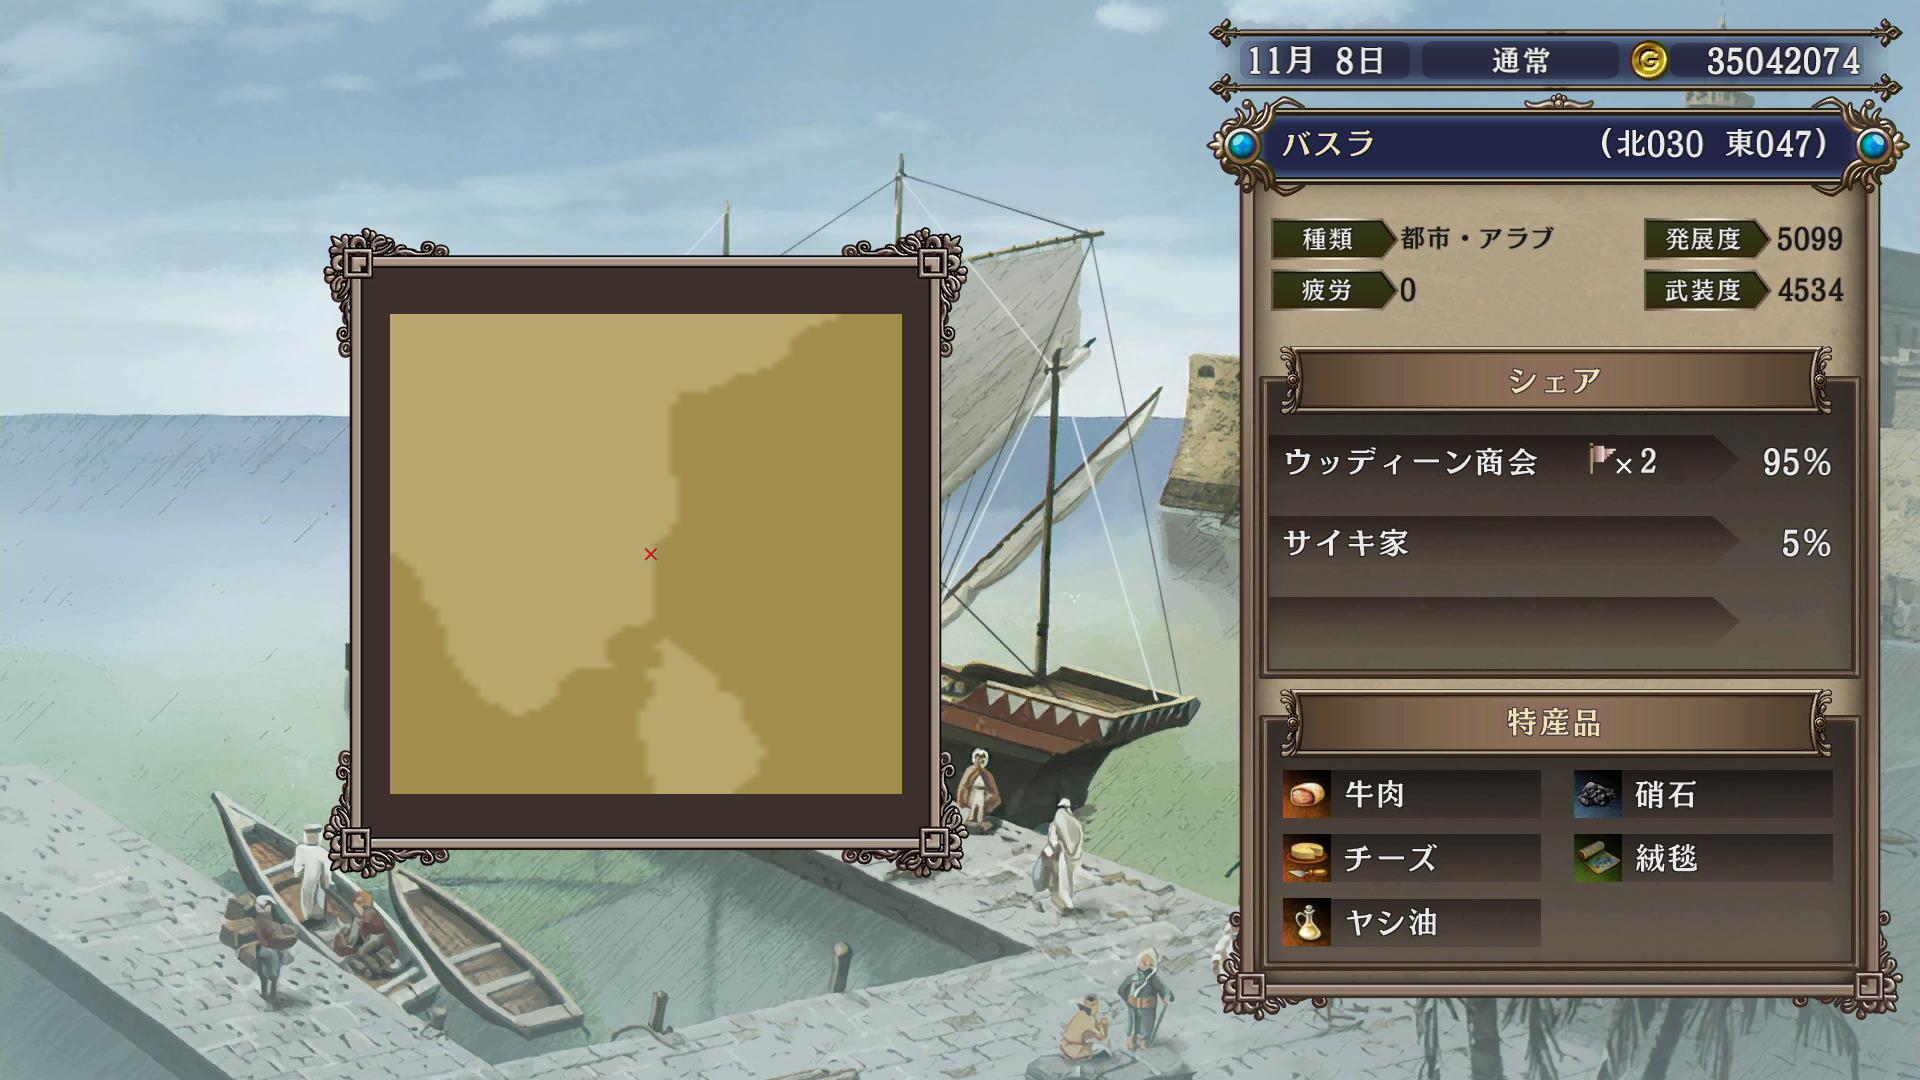 11月 8日 通常 35042074
バスラ (北030 東047)
種類 都市・アラブ 発展度 5099
疲労 0 武装度 4534
シェア
ウッディーン商会 ×2 95%
サイキ家 5%
特産品
牛肉 硝石
チーズ 絨毯
ヤシ油